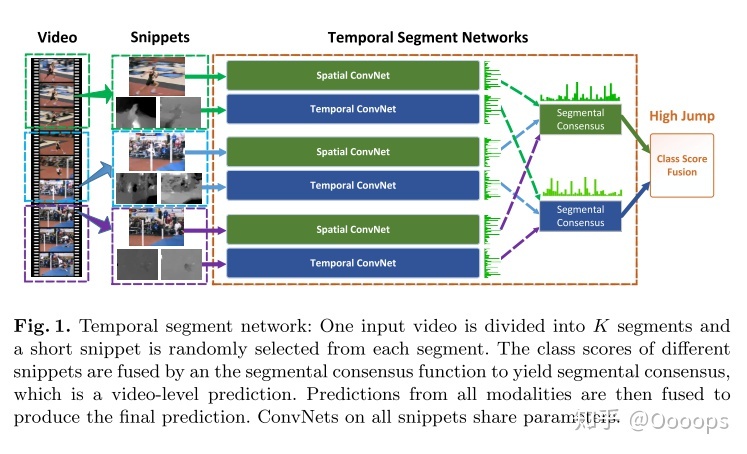 Video
Snippets
Temporal Segment Networks
Spatial ConvNet
Temporal ConvNet
Spatial ConvNet
Temporal ConvNet
Spatial ConvNet
Temporal ConvNet
Segmental
Consensus
Segmental
Consensus
High Jump
Class Score
Fusion
Fig. 1. Temporal segment network: One input video is divided into K segments and
a short snippet is randomly selected from each segment. The class scores of different
snippets are fused by an the segmental consensus function to yield segmental consensus,
which is a video-level prediction. Predictions from all modalities are then fused to
produce the final prediction. ConvNets on all snippets share parameters.
知乎 @Oooops